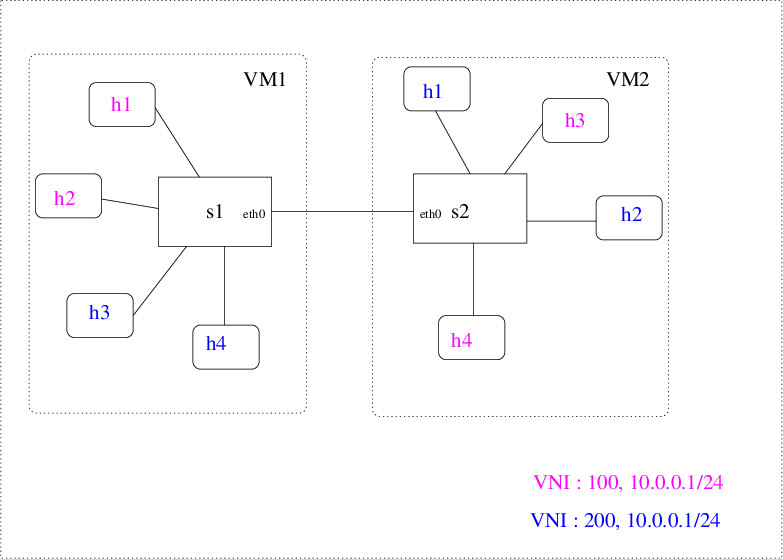 VM1
h1
h2
s1 eth0
h3
h4
VM2
h1
h3
eth0 s2
h2
h4
VNI : 100, 10.0.0.1/24
VNI : 200, 10.0.0.1/24